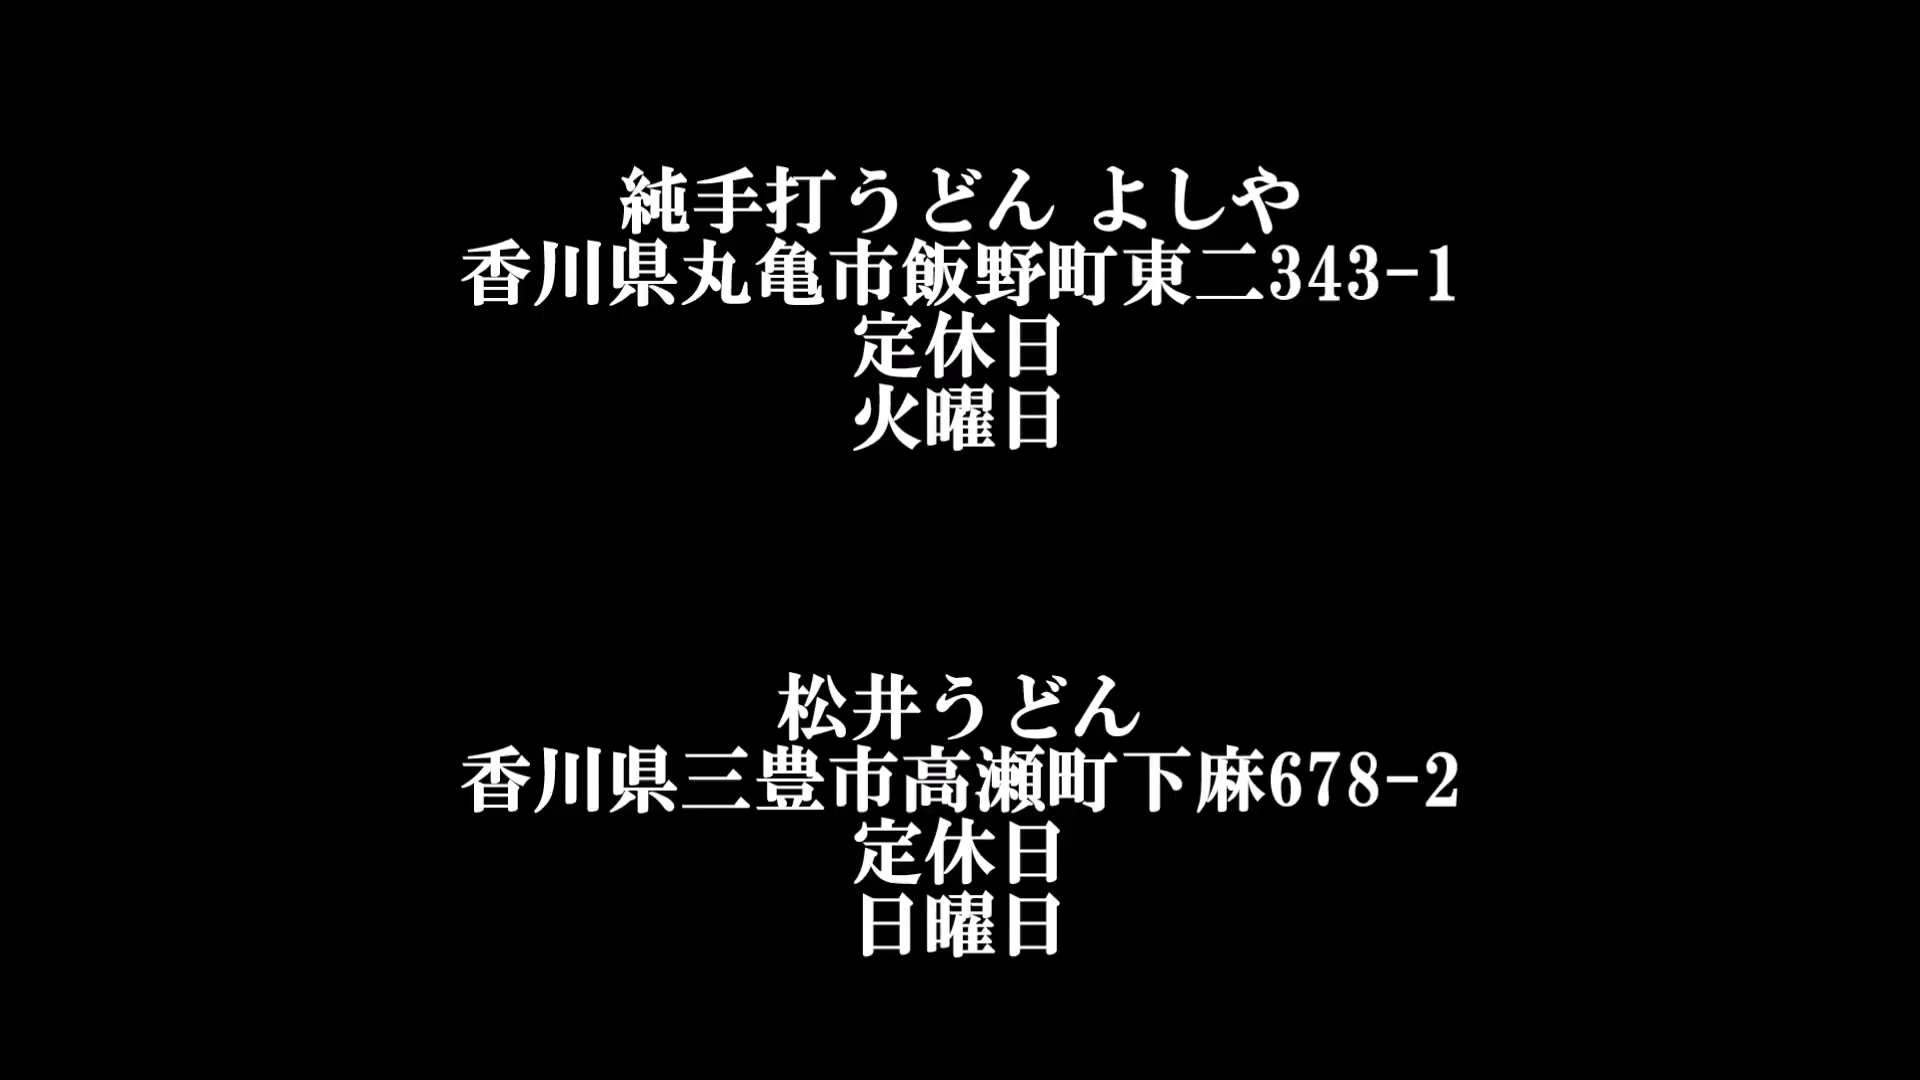 純手打うどん よしや
香川県丸亀市飯野町東二343-1
定休日
火曜日
松井うどん
香川県三豊市高瀬町下麻678-2
定休日
日曜日